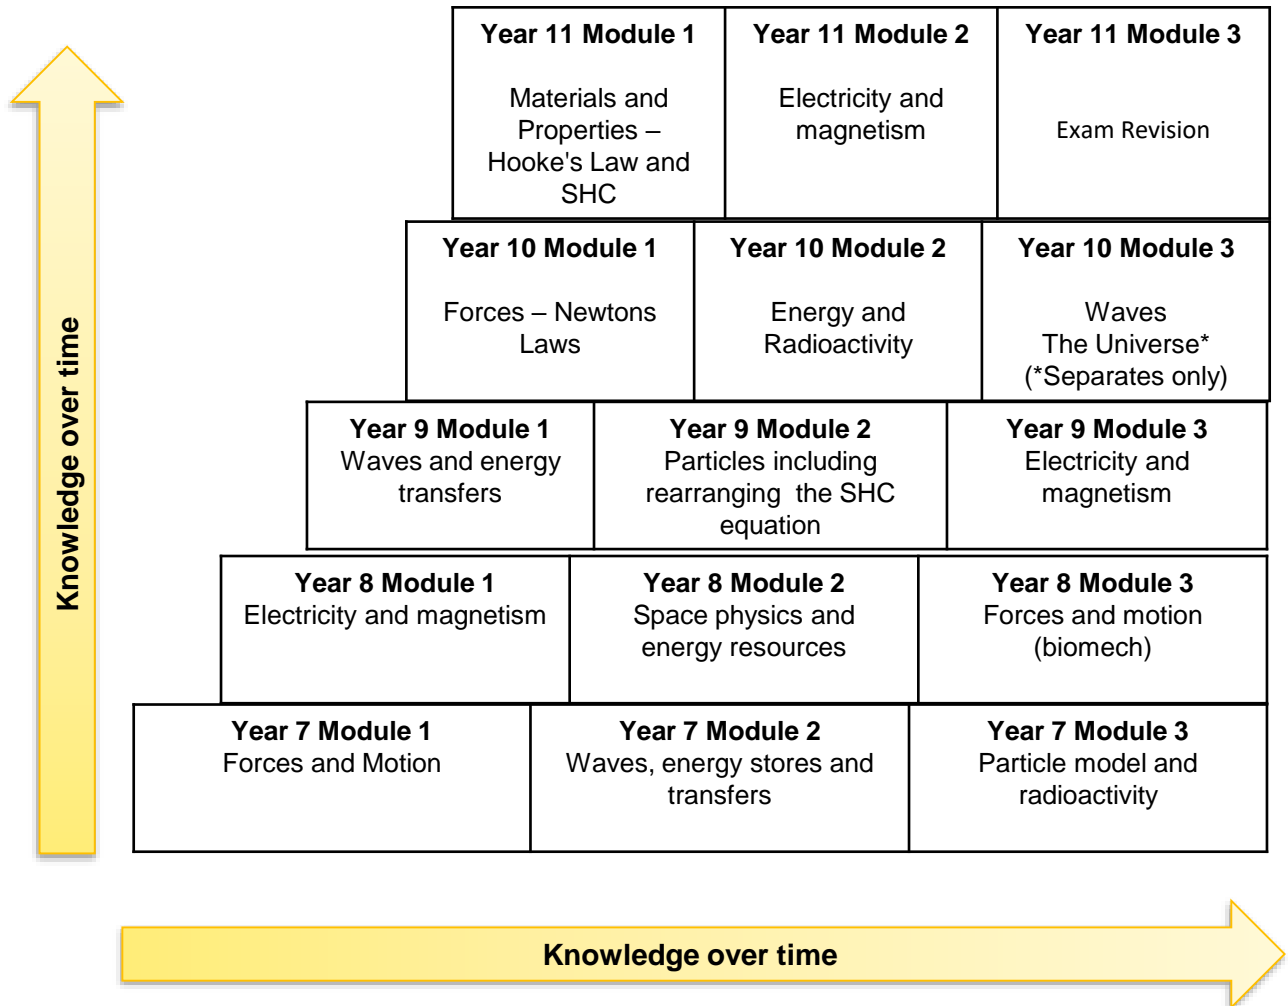 Knowledge over time
Year 11 Module 1
Materials and
Properties –
Hooke's Law and
SHC
Year 11 Module 2
Electricity and
magnetism
Year 11 Module 3
Exam Revision
Year 10 Module 1
Forces – Newtons
Laws
Year 10 Module 2
Energy and
Radioactivity
Year 10 Module 3
Waves
The Universe*
(*Separates only)
Year 9 Module 1
Waves and energy
transfers
Year 9 Module 2
Particles including
rearranging  the SHC
equation
Year 9 Module 3
Electricity and
magnetism
Year 8 Module 1
Electricity and magnetism
Year 8 Module 2
Space physics and
energy resources
Year 8 Module 3
Forces and motion
(biomech)
Year 7 Module 1
Forces and Motion
Year 7 Module 2
Waves, energy stores and
transfers
Year 7 Module 3
Particle model and
radioactivity
Knowledge over time